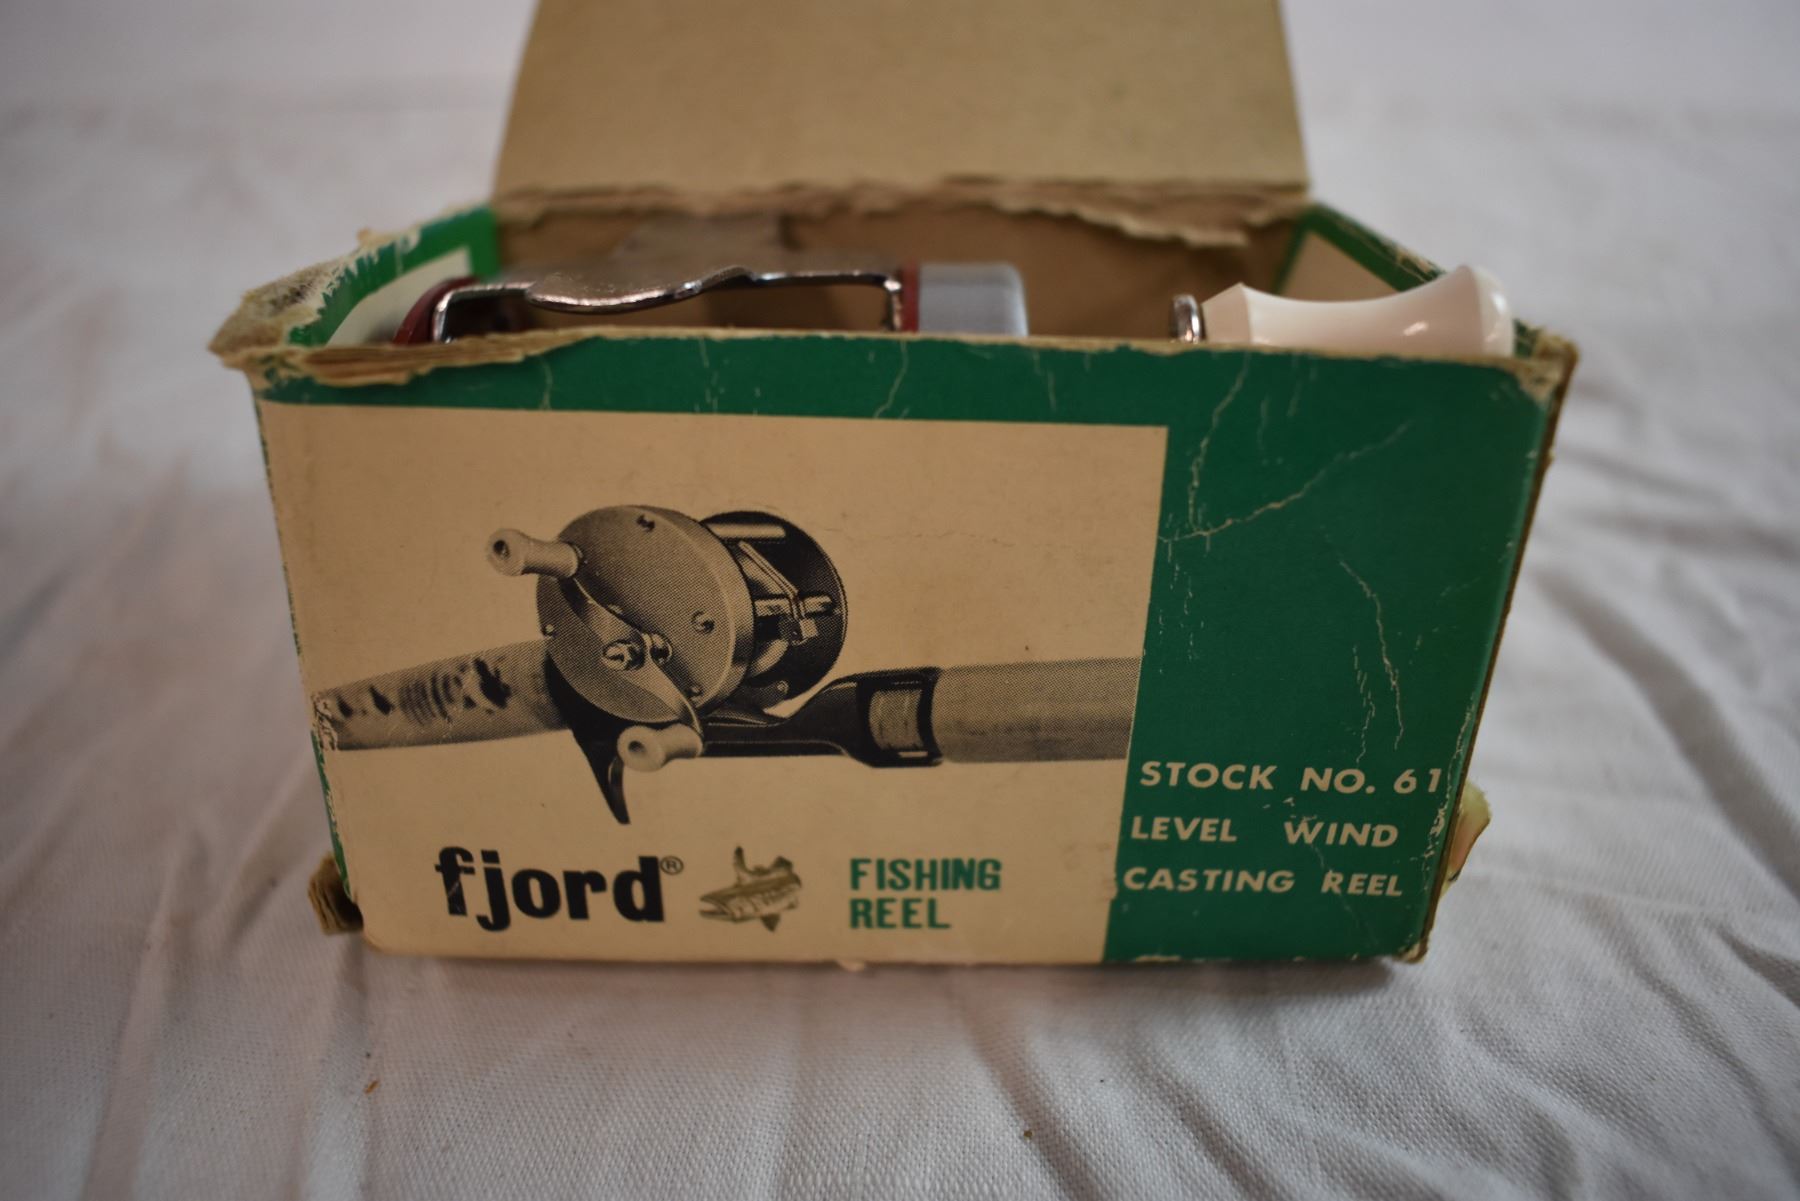 fjord®
FISHING
REEL
STOCK NO. 61
LEVEL WIND
CASTING REEL